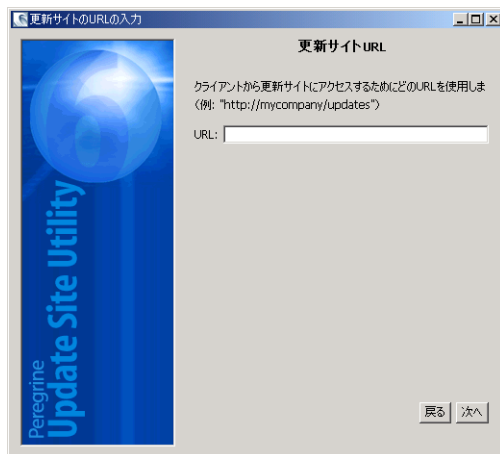 更新サイトのURLの入力
更新サイトURL
クライアントから更新サイトにアクセスするためにどのURLを使用しま
(例: "http://mycompany/updates")
URL:
Peregrine
Update Site Utility
戻る
次へ